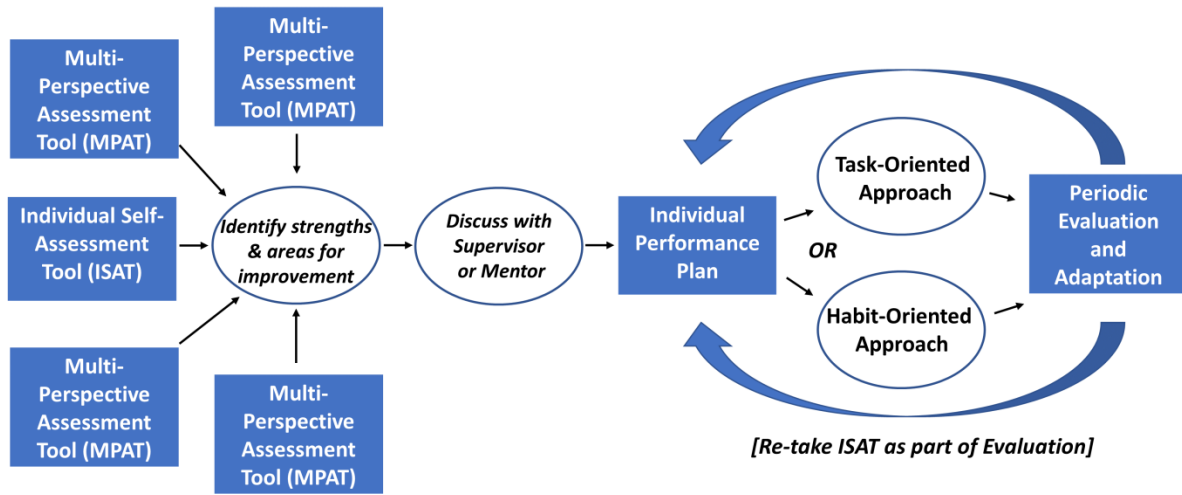 Multi-
Perspective
Assessment
Tool (MPAT)
Multi-
Perspective
Assessment
Tool (MPAT)
Individual Self-
Assessment
Tool (ISAT)
Multi-
Perspective
Assessment
Tool (MPAT)
Multi-
Perspective
Assessment
Tool (MPAT)
Identify strengths
& areas for
improvement
Discuss with
Supervisor
or Mentor
Individual
Performance
Plan
Task-Oriented
Approach
OR
Habit-Oriented
Approach
Periodic
Evaluation
and
Adaptation
[Re-take ISAT as part of Evaluation]